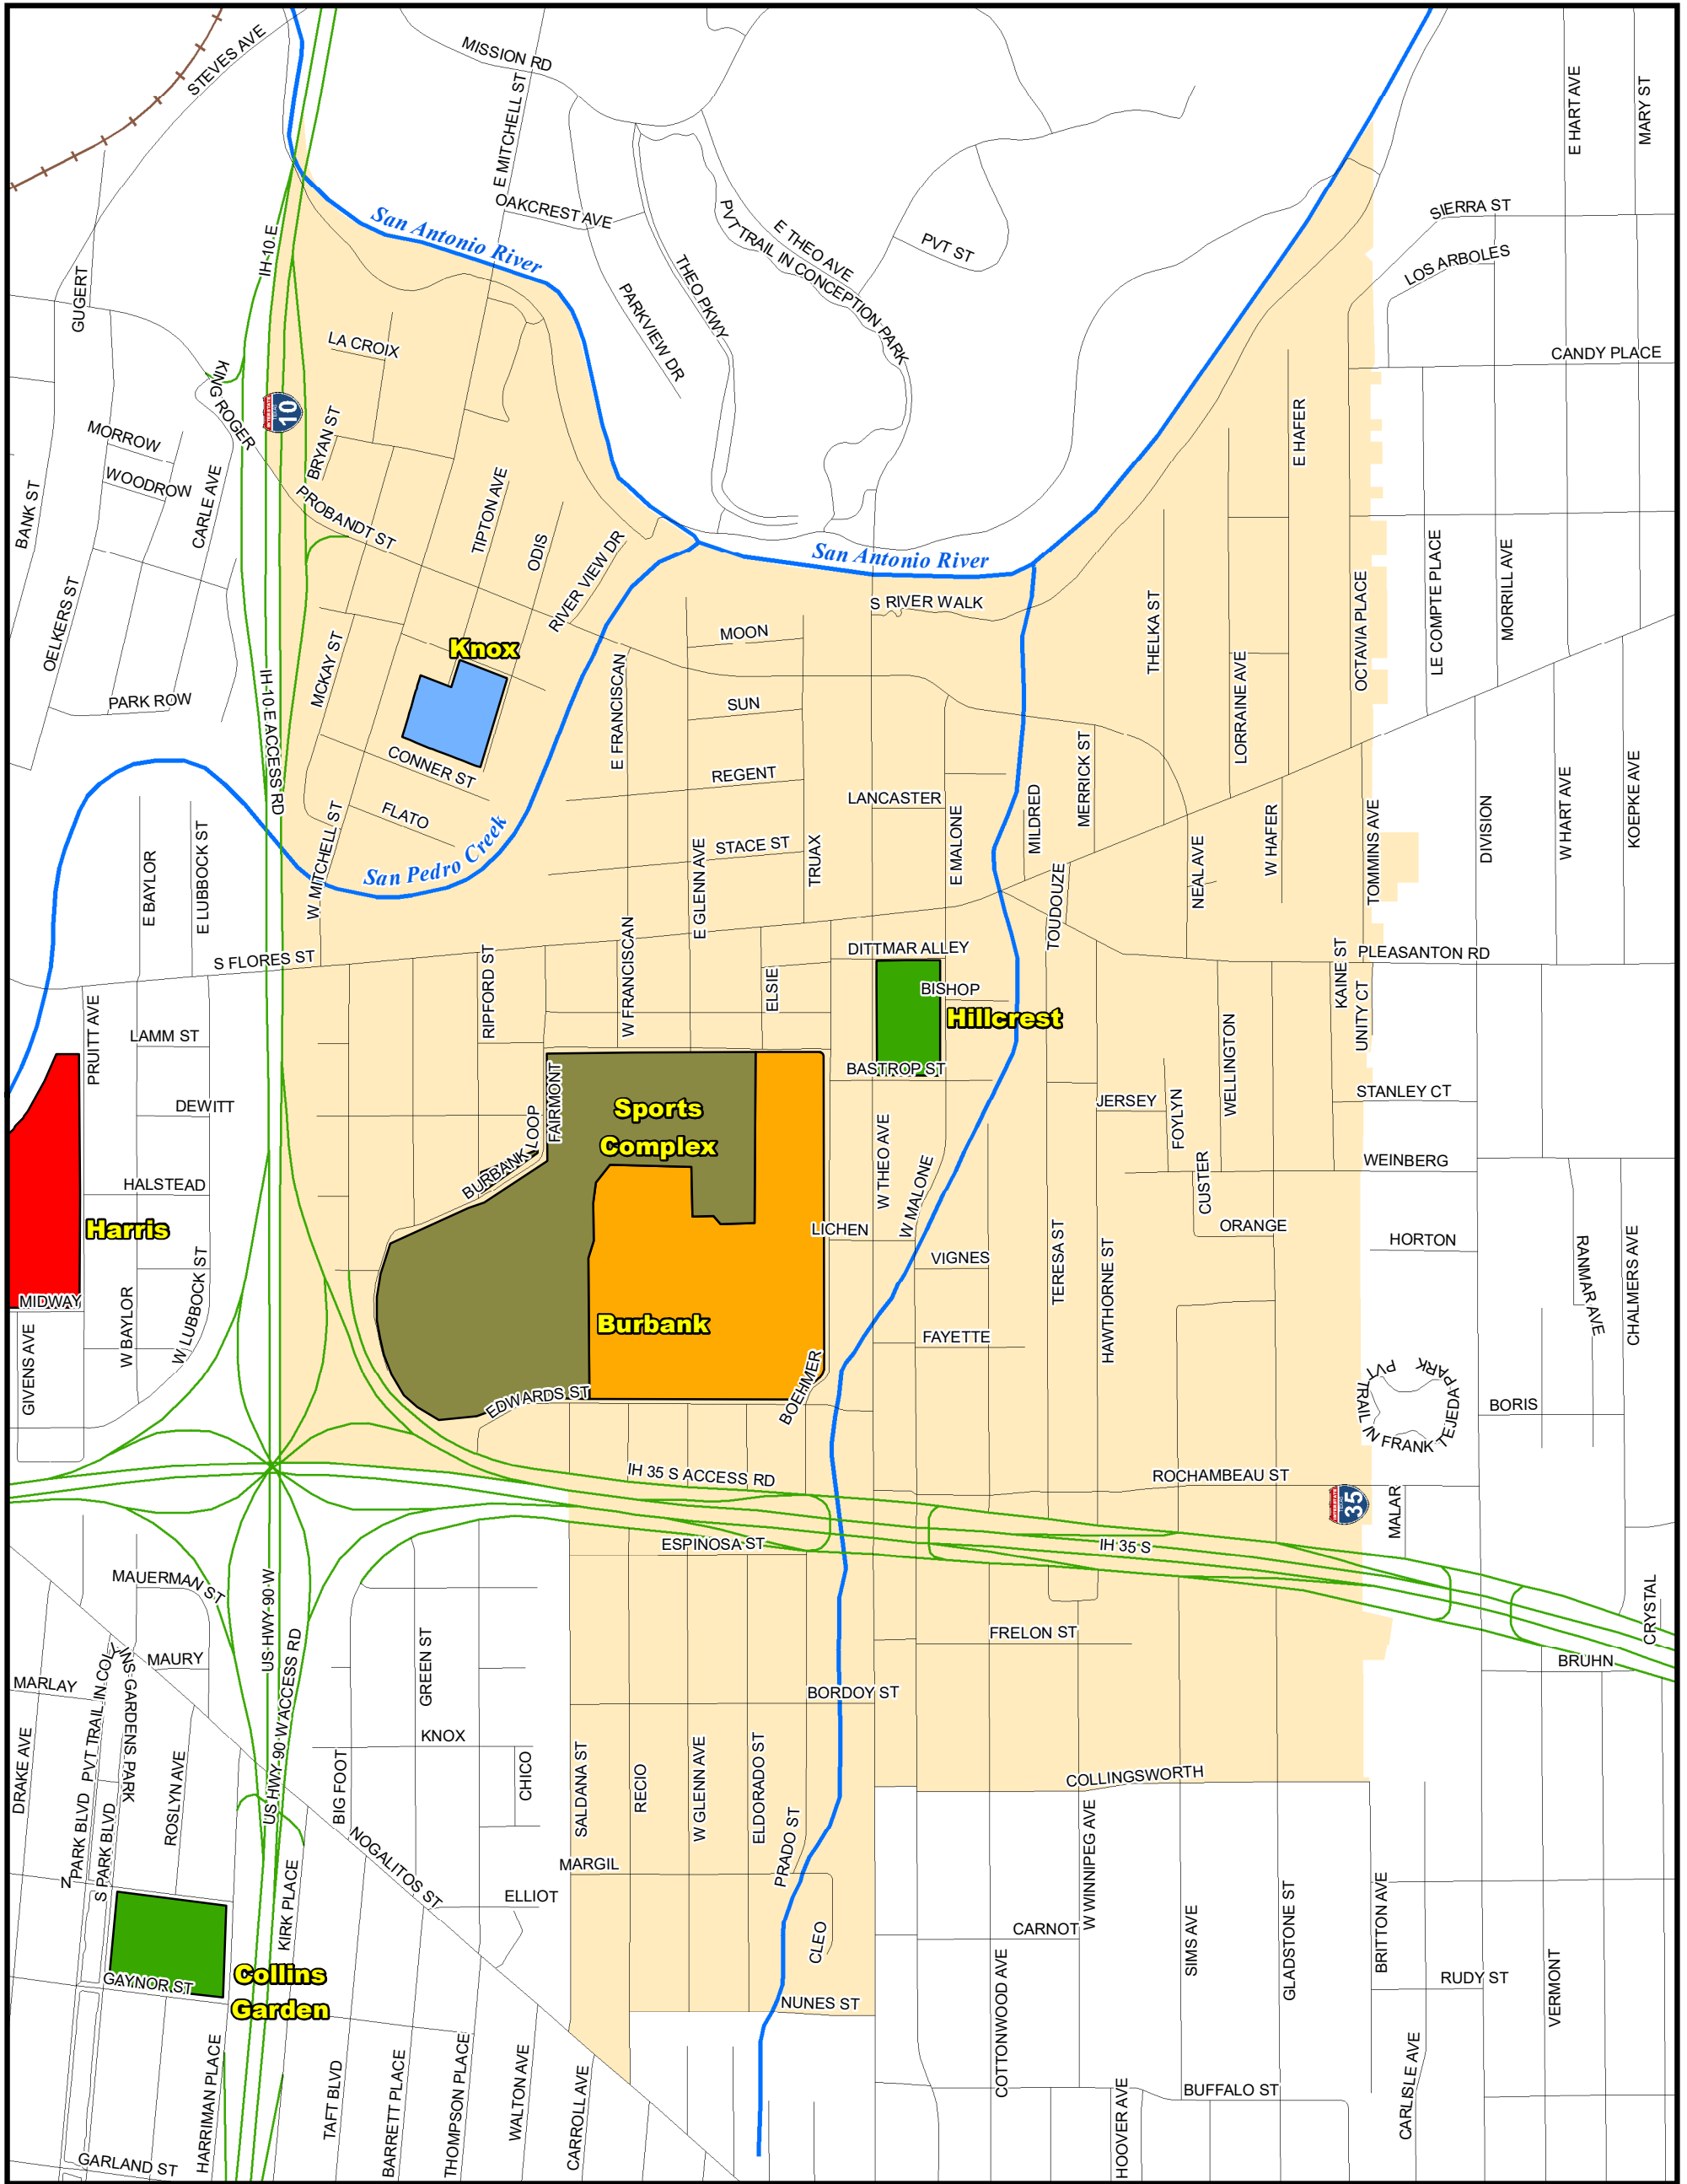 STEVES AVE
MISSION RD
E MITCHELL ST
E HART AVE
MARY ST
OAKCREST AVE
San Antonio River
IH-10 E
GUGERT
THEO PKWY
PARKVIEW DR
E THEO AVE
PVT TRAIL IN CONCEPTION PARK
PVT ST
SIERRA ST
LOS ARBOLES
CANDY PLACE
LA CROIX
KING ROGER
10
BRYAN ST
MORROW
WOODROW
CARLE AVE
BANK ST
PROBANDT ST
TIPTON AVE
ODIS
RIVER VIEW DR
E HAFER
San Antonio River
S RIVER WALK
OELKERS ST
PARK ROW
MCKAY ST
Knox
MOON
SUN
E FRANCISCAN
REGENT
LANCASTER
THELKA ST
LORRAINE AVE
OCTAVIA PLACE
LE COMPTE PLACE
MORRILL AVE
IH-10 E ACCESS RD
CONNER ST
FLATO
San Pedro Creek
W MITCHELL ST
STACE ST
E GLENN AVE
TRUAX
E MALONE
MILDRED
MERRICK ST
NEAL AVE
W HAFER
TOMMINS AVE
DIVISION
W HART AVE
KOEPKE AVE
E BAYLOR
E LUBBOCK ST
S FLORES ST
RIPFORD ST
W FRANCISCAN
ELSIE
DITTMAR ALLEY
BISHOP
Hillcrest
BASTROP ST
TOUDOUZE
PLEASANTON RD
KAINE ST
UNITY CT
WELLINGTON
STANLEY CT
PRUITT AVE
LAMM ST
DEWITT
HALSTEAD
Harris
MIDWAY
GIVENS AVE
W BAYLOR
W LUBBOCK ST
FAIRMONT
BURBANK LOOP
Sports
Complex
Burbank
EDWARDS ST
BOEHMER
LICHEN
W THEO AVE
W MALONE
VIGNES
FAYETTE
TERESA ST
HAWTHORNE ST
JERSEY
FOYLYN
CUSTER
WEINBERG
ORANGE
HORTON
RANMAR AVE
CHALMERS AVE
PVT TRAIL IN FRANK TEJEDA PARK
BORIS
IH 35 S ACCESS RD
ROCHAMBEAU ST
35
MALAR
ESPINOSA ST
IH 35 S
MAUERMAN ST
US HWY 90 W
US HWY 90 W ACCESS RD
MAURY
MARLAY
PVT TRAIL IN COLLINS GARDENS PARK
GREEN ST
FRELON ST
BRUHN
CRYSTAL
BORDOY ST
KNOX
CHICO
BIG FOOT
DRAKE AVE
N PARK BLVD
S PARK BLVD
ROSLYN AVE
SALDANA ST
RECIO
W GLENN AVE
ELDORADO ST
PRADO ST
COLLINGSWORTH
W WINNIPEG AVE
NOGALITOS ST
MARGIL
ELLIOT
KIRK PLACE
CLEO
CARNOT
COTTONWOOD AVE
SIMS AVE
GLADSTONE ST
BRITTON AVE
RUDY ST
VERMONT
GAYNOR ST
Collins
Garden
NUNES ST
HARRIMAN PLACE
TAFT BLVD
BARRETT PLACE
THOMPSON PLACE
WALTON AVE
CARROLL AVE
HOOVER AVE
BUFFALO ST
CARLISLE AVE
GARLAND ST